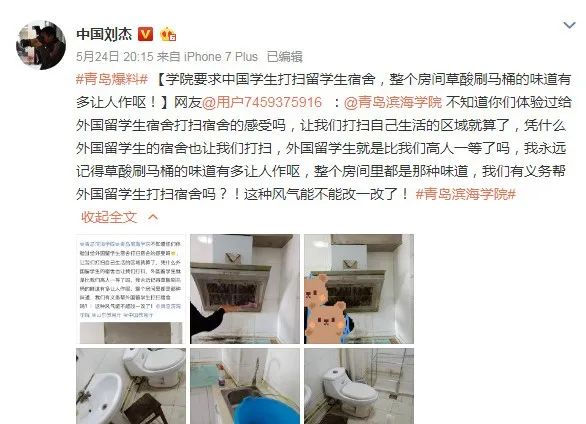 中国刘杰
5月24日 20:15 来自 iPhone 7 Plus 已编辑
#青岛爆料# 【学院要求中国学生打扫留学生宿舍，整个房间草酸刷马桶的味道有
多让人作呕！】网友@用户7459375916 ：@青岛滨海学院 不知道你们体验过给
外国留学生宿舍打扫宿舍的感受吗，让我们打扫自己生活的区域就算了，凭什么
外国留学生的宿舍也让我们打扫，外国留学生就是比我们高人一等了吗，我永远
记得草酸刷马桶的味道有多让人作呕，整个房间里都是那种味道，我们有义务帮
外国留学生打扫宿舍吗？！这种风气能不能改一改了！ #青岛滨海学院#
收起全文